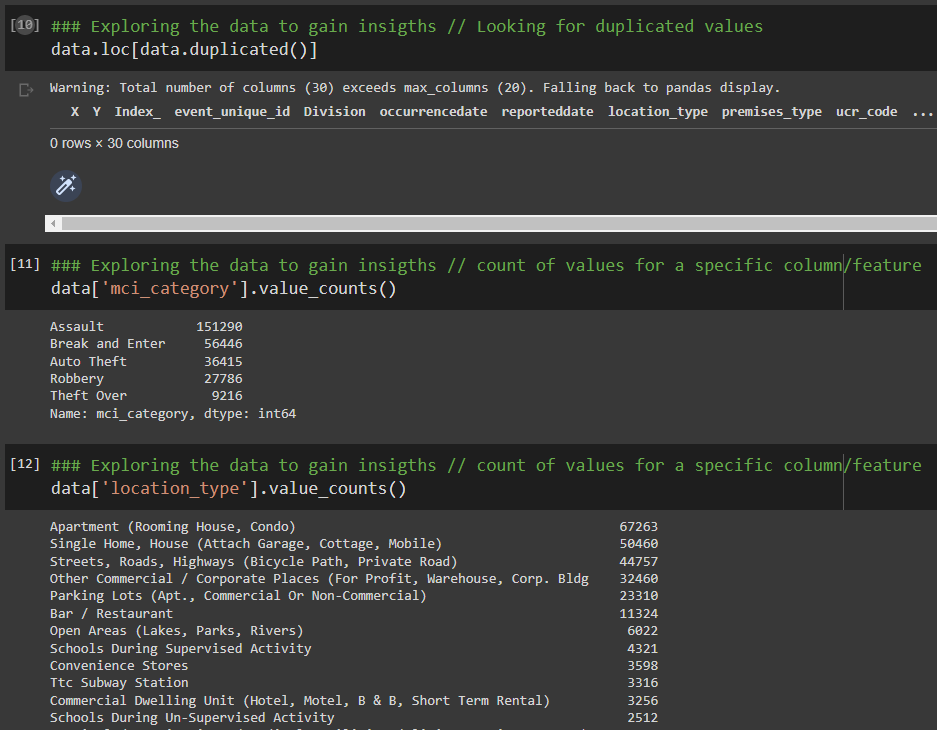 [10] ### Exploring the data to gain insigths // Looking for duplicated values
data.loc[data.duplicated()]
Warning: Total number of columns (30) exceeds max_columns (20). Falling back to pandas display.
X Y Index_ event_unique_id Division occurrencedate reporteddate location_type premises_type ucr_code ...
0 rows × 30 columns
[11] ### Exploring the data to gain insigths // count of values for a specific column/feature
data['mci_category'].value_counts()
Assault 151290
Break and Enter 56446
Auto Theft 36415
Robbery 27786
Theft Over 9216
Name: mci_category, dtype: int64
[12] ### Exploring the data to gain insigths // count of values for a specific column/feature
data['location_type'].value_counts()
Apartment (Rooming House, Condo) 67263
Single Home, House (Attach Garage, Cottage, Mobile) 50460
Streets, Roads, Highways (Bicycle Path, Private Road) 44757
Other Commercial / Corporate Places (For Profit, Warehouse, Corp. Bldg 32460
Parking Lots (Apt., Commercial Or Non-Commercial) 23310
Bar / Restaurant 11324
Open Areas (Lakes, Parks, Rivers) 6022
Schools During Supervised Activity 4321
Convenience Stores 3598
Ttc Subway Station 3316
Commercial Dwelling Unit (Hotel, Motel, B & B, Short Term Rental) 3256
Schools During Un-Supervised Activity 2512